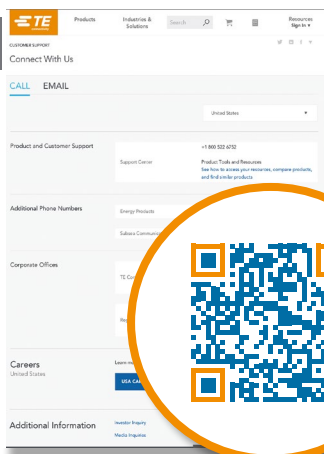 TE
Products
Industries &
Solutions
Search
Resources
Sign In
CUSTOMER SUPPORT
Connect With Us
CALL EMAIL
United States
Product and Customer Support
+1 800 522 6752
Support Center
Product Tools and Resources
See how to access your resources, compare products,
and find similar products
Additional Phone Numbers
Energy Products
Subsea Communi
Corporate Offices
TE Co
Careers
United States
Learn mo
USA CA
Additional Information
Investor Inquiry
Media Inquiries